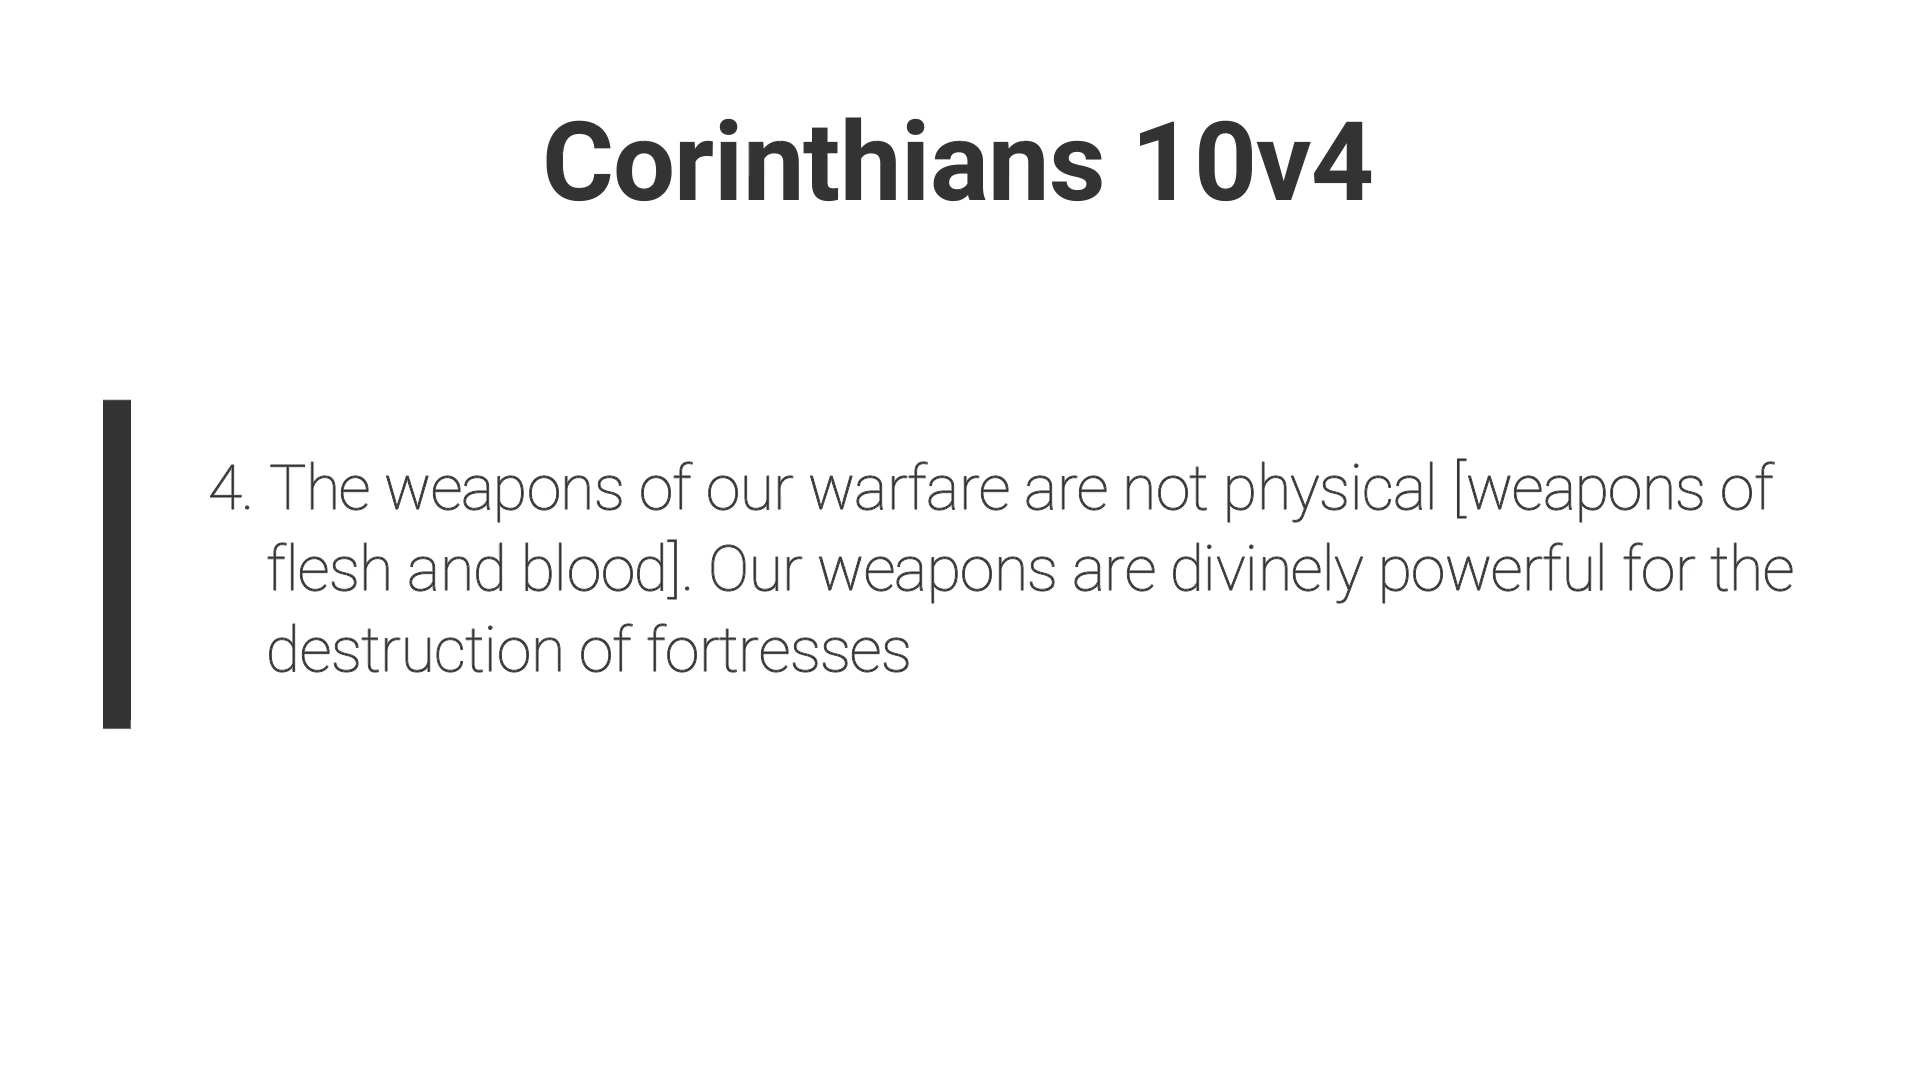 Corinthians 10v4
4. The weapons of our warfare are not physical [weapons of
flesh and blood]. Our weapons are divinely powerful for the
destruction of fortresses